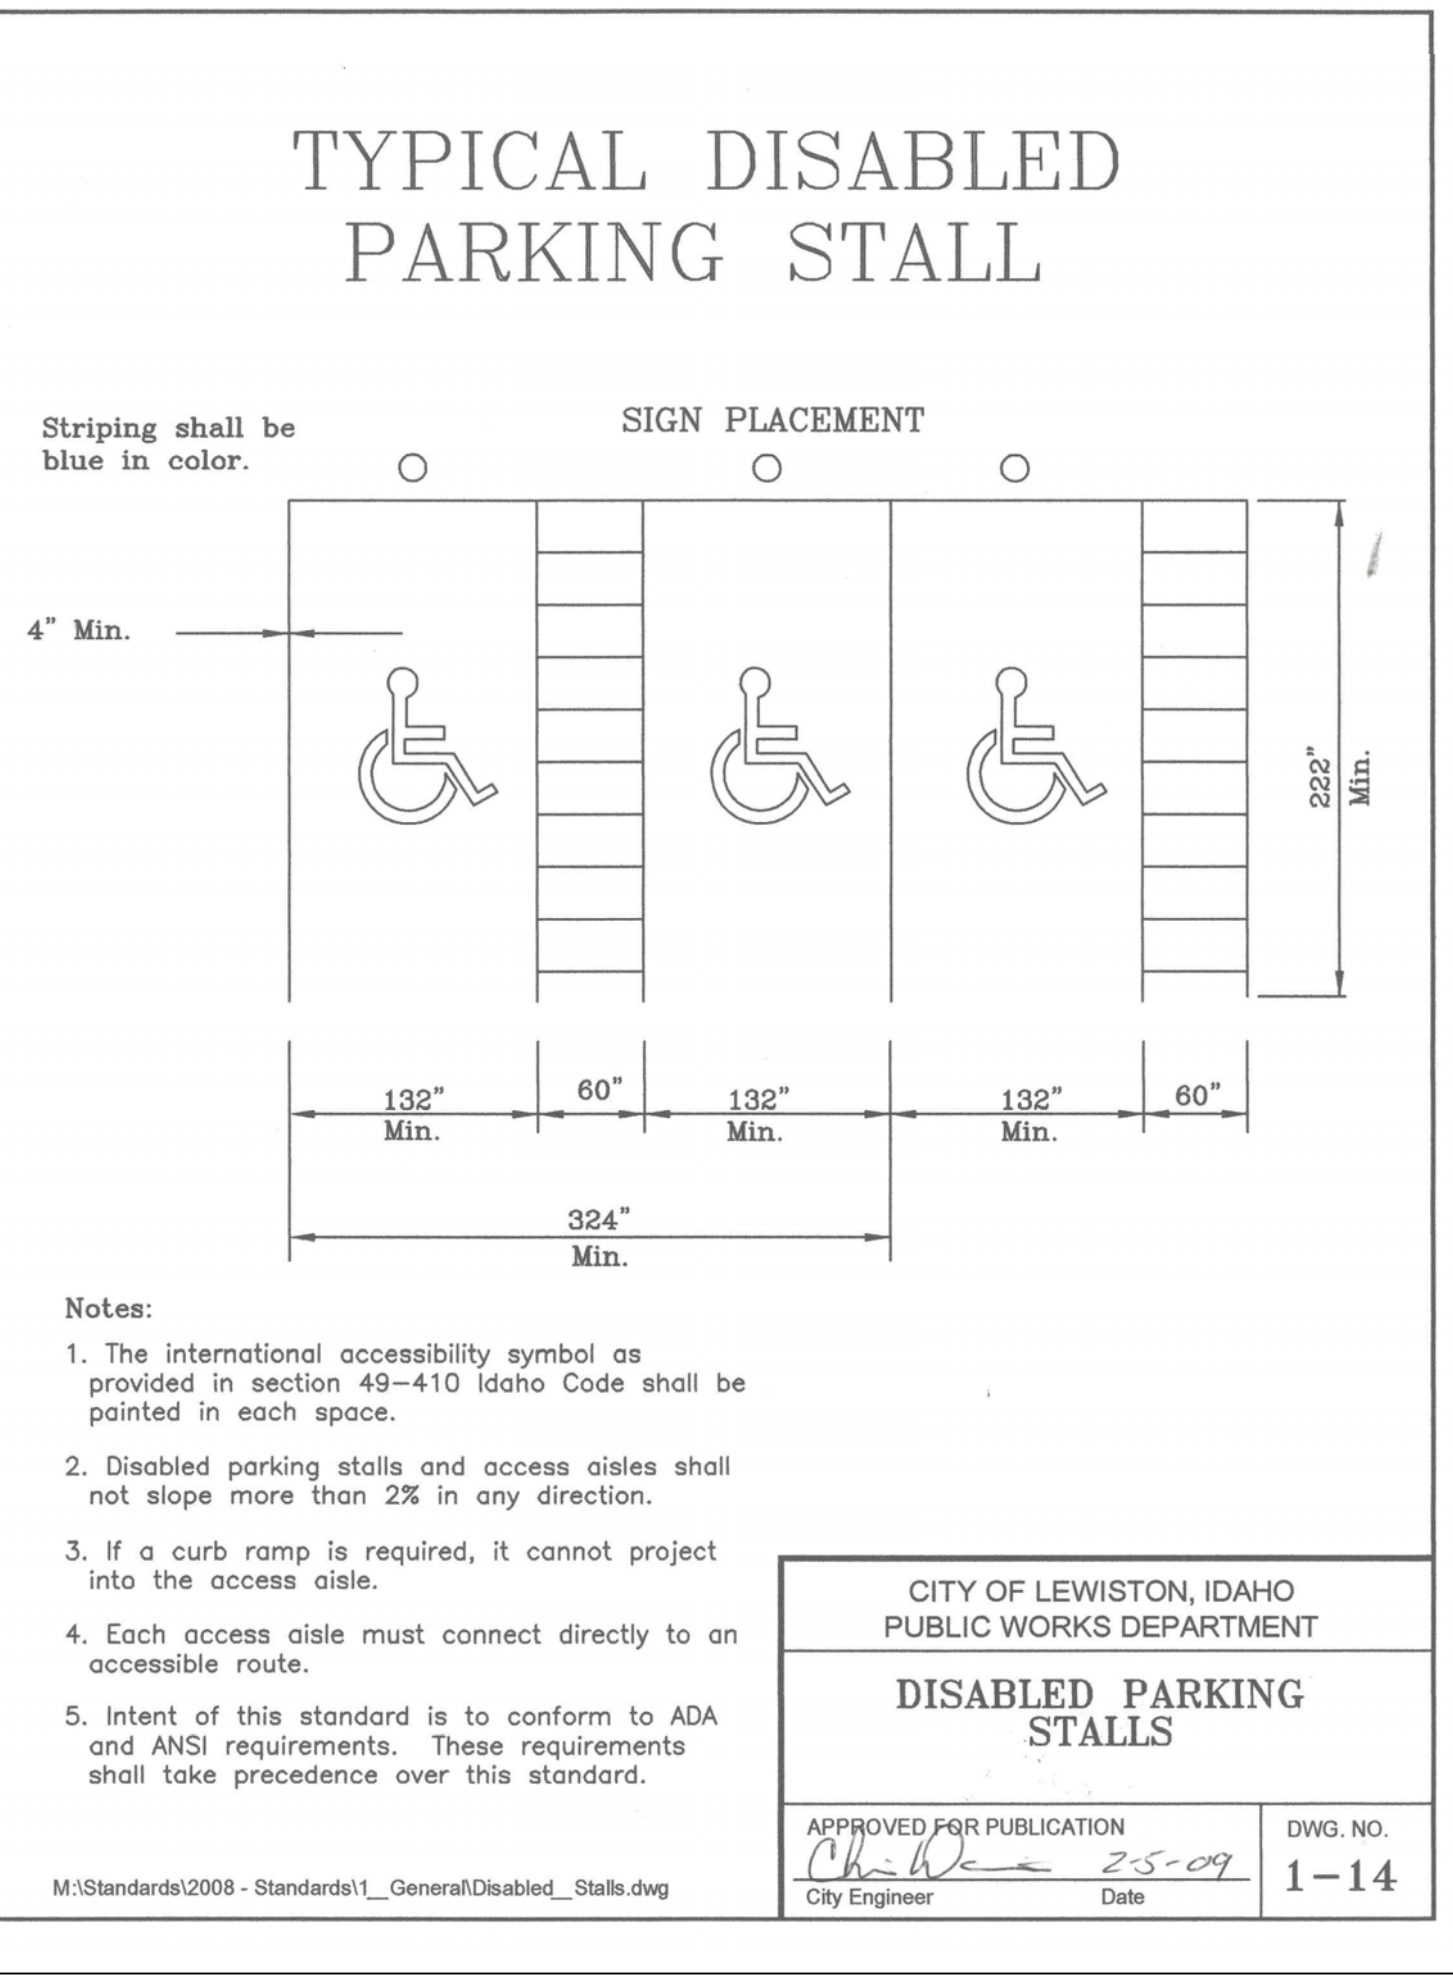 TYPICAL DISABLED
PARKING STALL
Striping shall be
blue in color.
SIGN PLACEMENT
4" Min.
222"
Min.
132"
Min.
60"
132"
Min.
132"
Min.
60"
324"
Min.
Notes:
1. The international accessibility symbol as
provided in section 49-410 Idaho Code shall be
painted in each space.
2. Disabled parking stalls and access aisles shall
not slope more than 2% in any direction.
3. If a curb ramp is required, it cannot project
into the access aisle.
4. Each access aisle must connect directly to an
accessible route.
5. Intent of this standard is to conform to ADA
and ANSI requirements. These requirements
shall take precedence over this standard.
M:\Standards\2008 - Standards\1__General\Disabled__Stalls.dwg
CITY OF LEWISTON, IDAHO
PUBLIC WORKS DEPARTMENT
DISABLED PARKING
STALLS
APPROVED FOR PUBLICATION
2-5-09
City Engineer Date
DWG. NO.
1-14